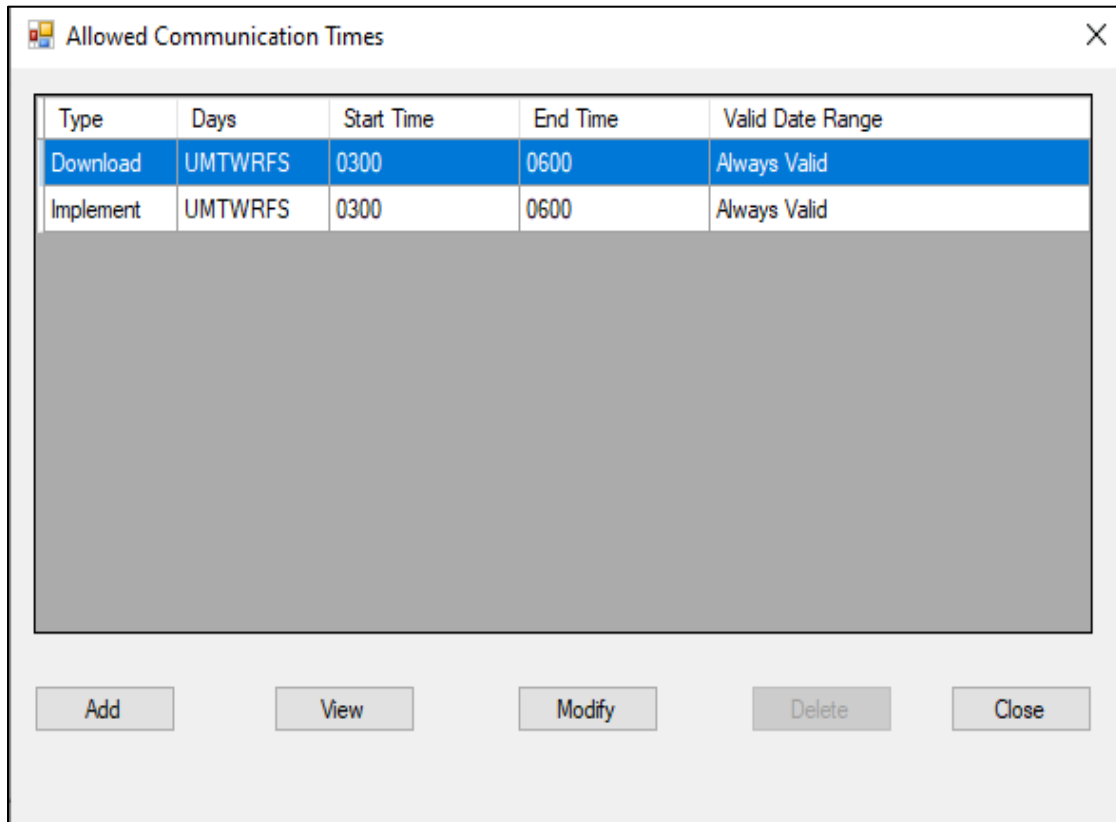 Allowed Communication Times
Type Days Start Time End Time Valid Date Range
Download UMTWRFS 0300 0600 Always Valid
Implement UMTWRFS 0300 0600 Always Valid
Add View Modify Delete Close